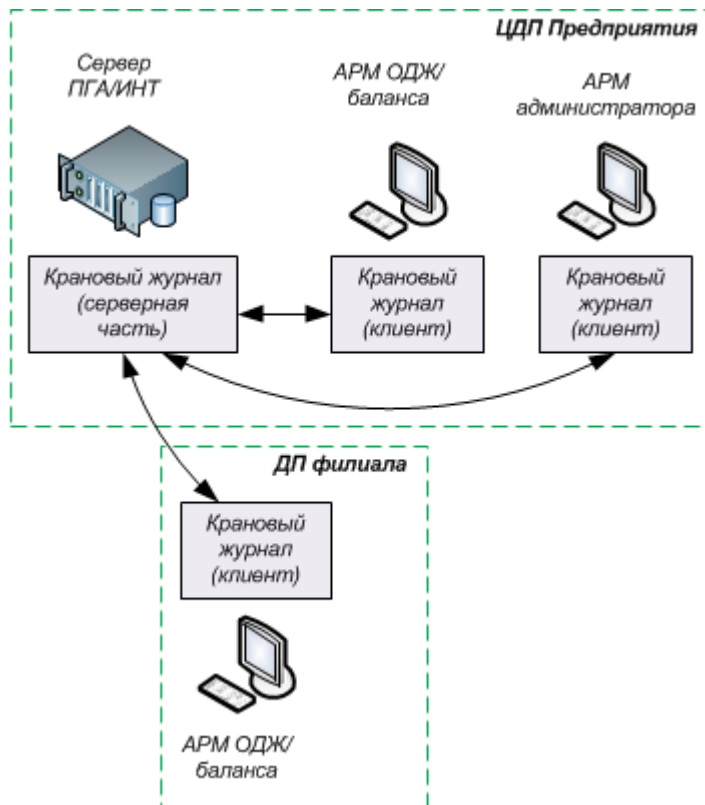 ЦДП Предприятия
Сервер
ПГА/ИНТ
АРМ ОДЖ/
баланса
АРМ
администратора
Крановый журнал
(серверная
часть)
Крановый
журнал
(клиент)
Крановый
журнал
(клиент)
ДП филиала
Крановый
журнал
(клиент)
АРМ ОДЖ/
баланса